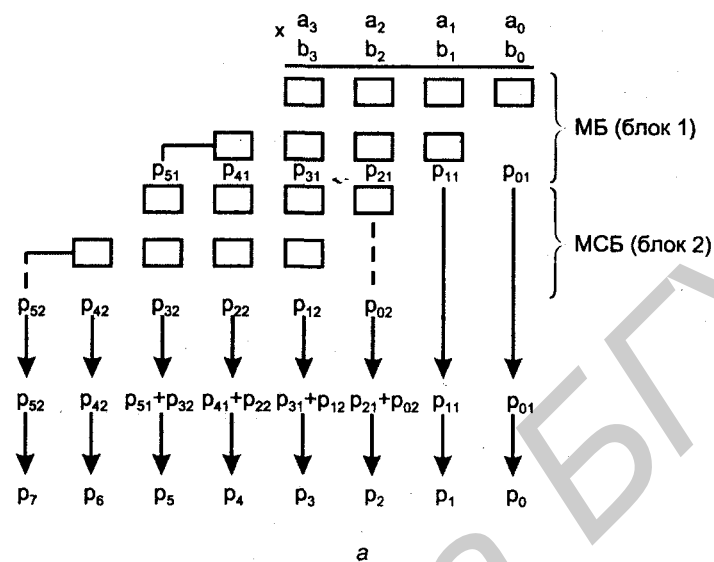 x a₃ a₂ a₁ a₀
b₃ b₂ b₁ b₀
МБ (блок 1)
p₅₁ p₄₁ p₃₁ p₂₁ p₁₁ p₀₁
МСБ (блок 2)
p₅₂ p₄₂ p₃₂ p₂₂ p₁₂ p₀₂
p₅₂ p₄₂ p₅₁+p₃₂ p₄₁+p₂₂ p₃₁+p₁₂ p₂₁+p₀₂ p₁₁ p₀₁
p₇ p₆ p₅ p₄ p₃ p₂ p₁ p₀
а